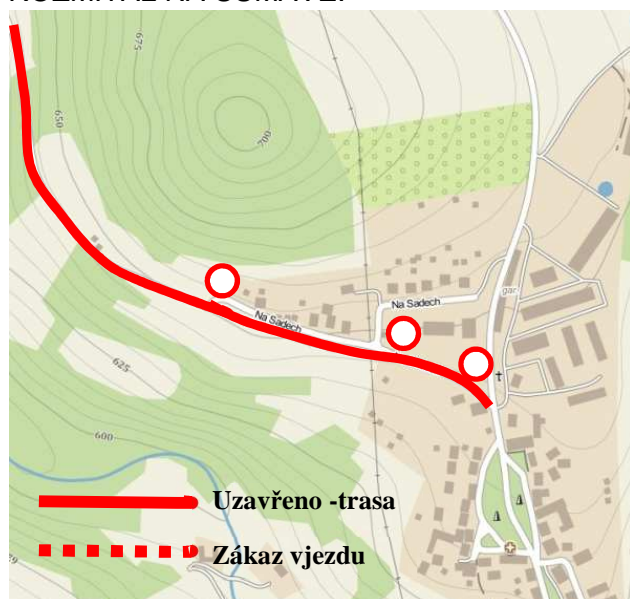 675
650
700
Na Sadech
gar.
Na Sadech
625
600
Uzavřeno -trasa
Zákaz vjezdu